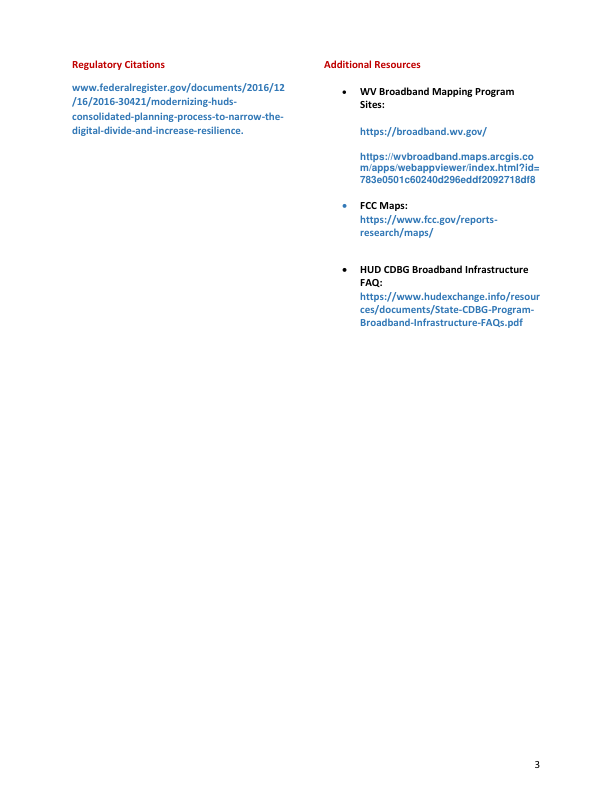 Regulatory Citations
www.federalregister.gov/documents/2016/12
/16/2016-30421/modernizing-huds-
consolidated-planning-process-to-narrow-the-
digital-divide-and-increase-resilience.
Additional Resources
• WV Broadband Mapping Program
Sites:
https://broadband.wv.gov/
https://wvbroadband.maps.arcgis.co
m/apps/webappviewer/index.html?id=
783e0501c60240d296eddf2092718df8
• FCC Maps:
https://www.fcc.gov/reports-
research/maps/
• HUD CDBG Broadband Infrastructure
FAQ:
https://www.hudexchange.info/resour
ces/documents/State-CDBG-Program-
Broadband-Infrastructure-FAQs.pdf
3